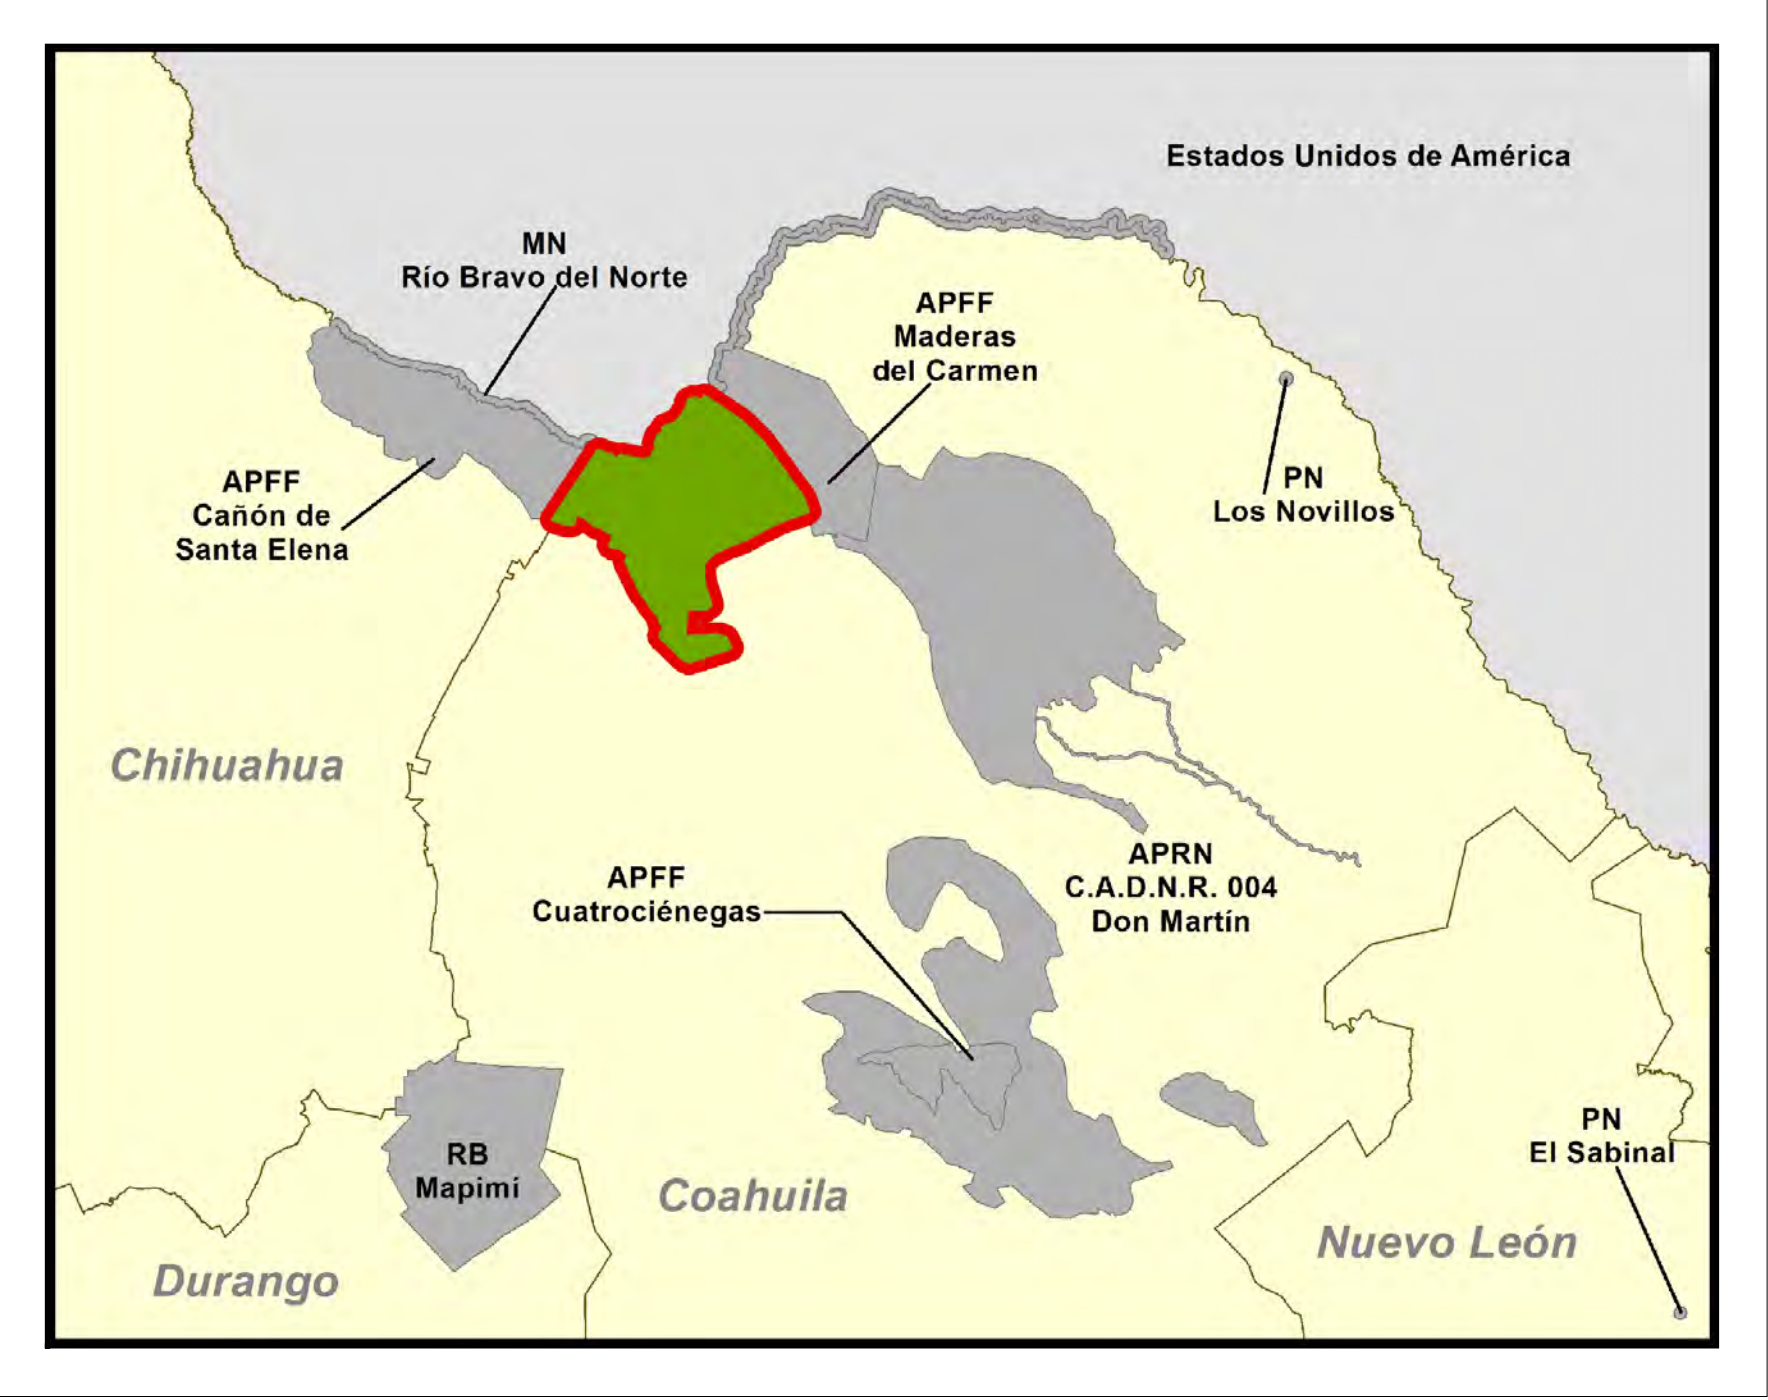 Estados Unidos de América
MN
Río Bravo del Norte
APFF
Maderas
del Carmen
APFF
Cañón de
Santa Elena
PN
Los Novillos
Chihuahua
APFF
Cuatrociénegas
APRN
C.A.D.N.R. 004
Don Martín
RB
Mapimí
Coahuila
PN
El Sabinal
Nuevo León
Durango